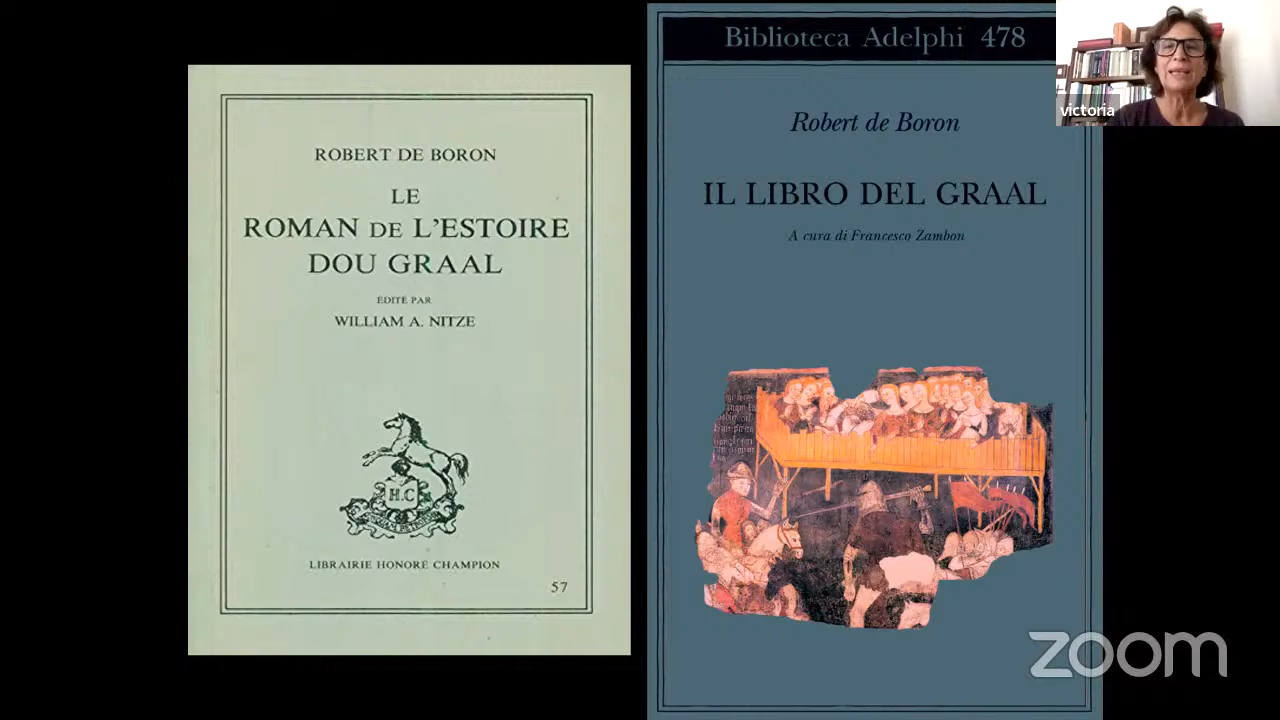 ROBERT DE BORON
LE
ROMAN DE L'ESTOIRE
DOU GRAAL
ÉDITÉ PAR
WILLIAM A. NITZE
H.C
LIBRAIRIE HONORÉ CHAMPION
57
Biblioteca Adelphi 478
Robert de Boron
IL LIBRO DEL GRAAL
A cura di Francesco Zambon
victoria
zoom